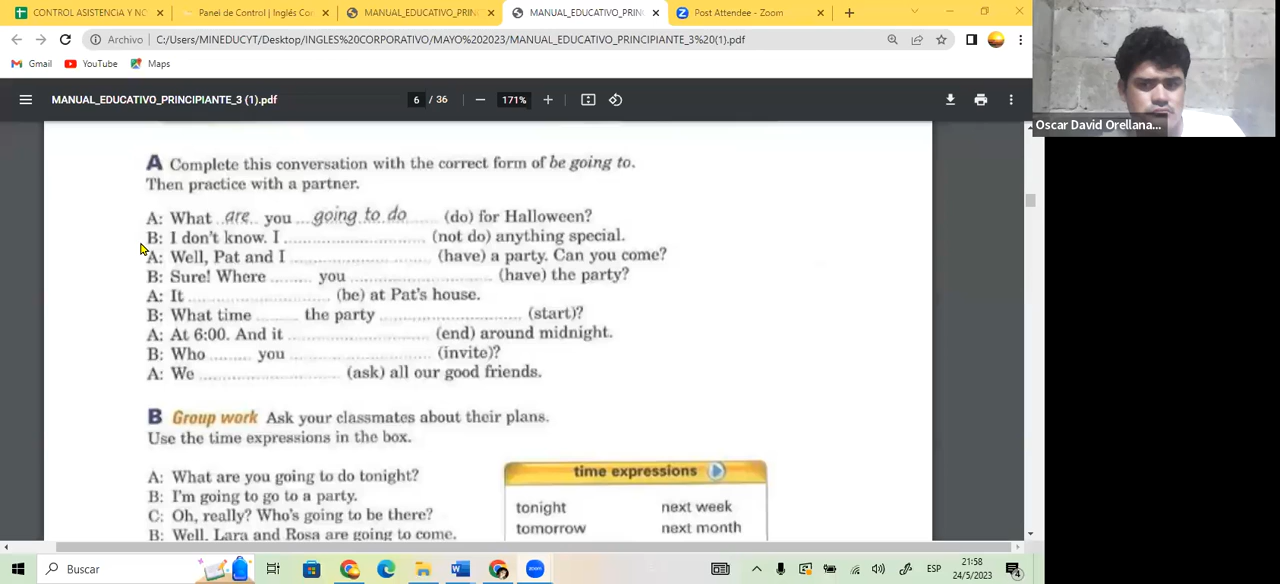 CONTROL ASISTENCIA Y NO
Panel de Control | Inglés Cor
MANUAL_EDUCATIVO_PRIN
MANUAL_EDUCATIVO_PRIN
Post Attendee - Zoom
Archivo C:/Users/MINEDUCYT/Desktop/INGLES%20CORPORATIVO/MAYO%202023/MANUAL_EDUCATIVO_PRINCIPIANTE_3%20(1).pdf
Gmail YouTube Maps
MANUAL_EDUCATIVO_PRINCIPIANTE_3 (1).pdf 6 / 36 171%
Oscar David Orellana...
A Complete this conversation with the correct form of be going to.
Then practice with a partner.
A: What are you going to do (do) for Halloween?
B: I don't know. I (not do) anything special.
A: Well, Pat and I (have) a party. Can you come?
B: Sure! Where you (have) the party?
A: It (be) at Pat's house.
B: What time the party (start)?
A: At 6:00. And it (end) around midnight.
B: Who you (invite)?
A: We (ask) all our good friends.
B Group work Ask your classmates about their plans.
Use the time expressions in the box.
A: What are you going to do tonight?
B: I'm going to go to a party.
C: Oh, really? Who's going to be there?
B: Well, Lara and Rosa are going to come.
time expressions
tonight next week
tomorrow next month
Buscar
ESP
21:58
24/5/2023
4